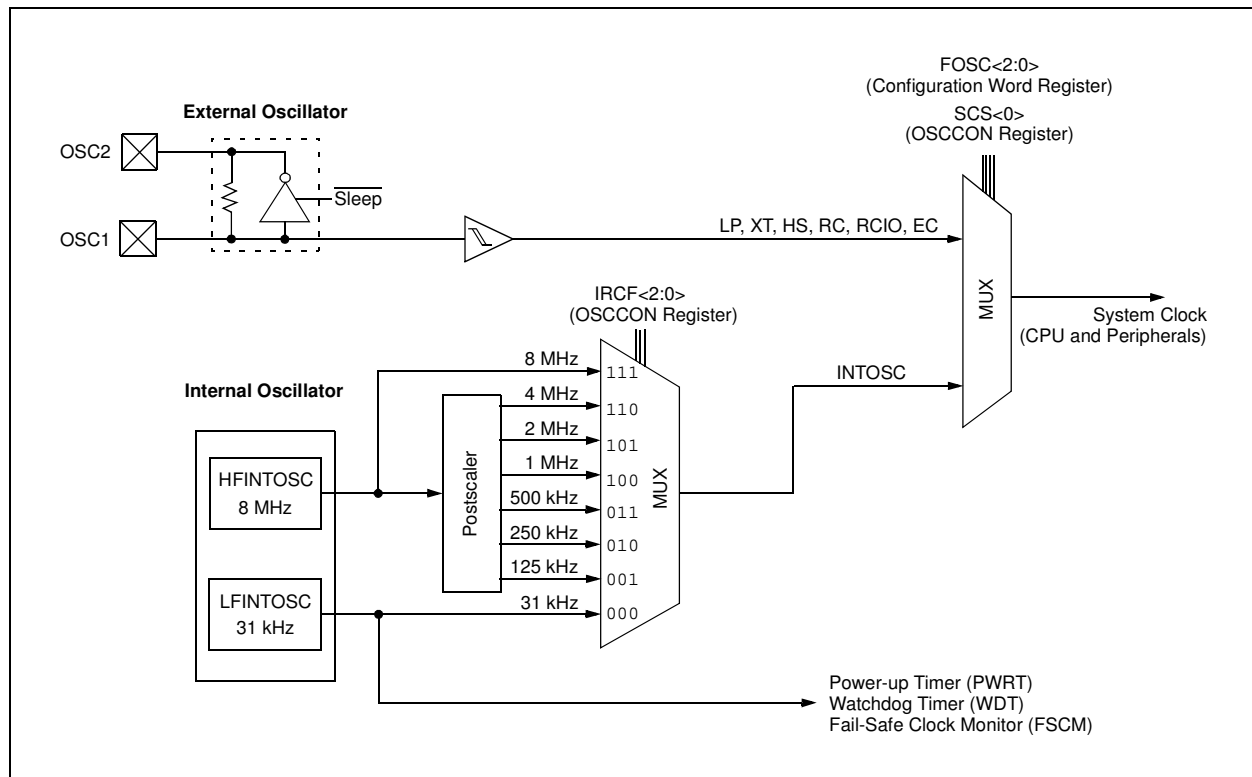 FOSC<2:0>
(Configuration Word Register)
SCS<0>
(OSCCON Register)
External Oscillator
OSC2
Sleep
OSC1
LP, XT, HS, RC, RCIO, EC
MUX
System Clock
(CPU and Peripherals)
IRCF<2:0>
(OSCCON Register)
INTOSC
Internal Oscillator
HFINTOSC
8 MHz
LFINTOSC
31 kHz
Postscaler
8 MHz 111
4 MHz 110
2 MHz 101
1 MHz 100
500 kHz 011
250 kHz 010
125 kHz 001
31 kHz 000
MUX
Power-up Timer (PWRT)
Watchdog Timer (WDT)
Fail-Safe Clock Monitor (FSCM)